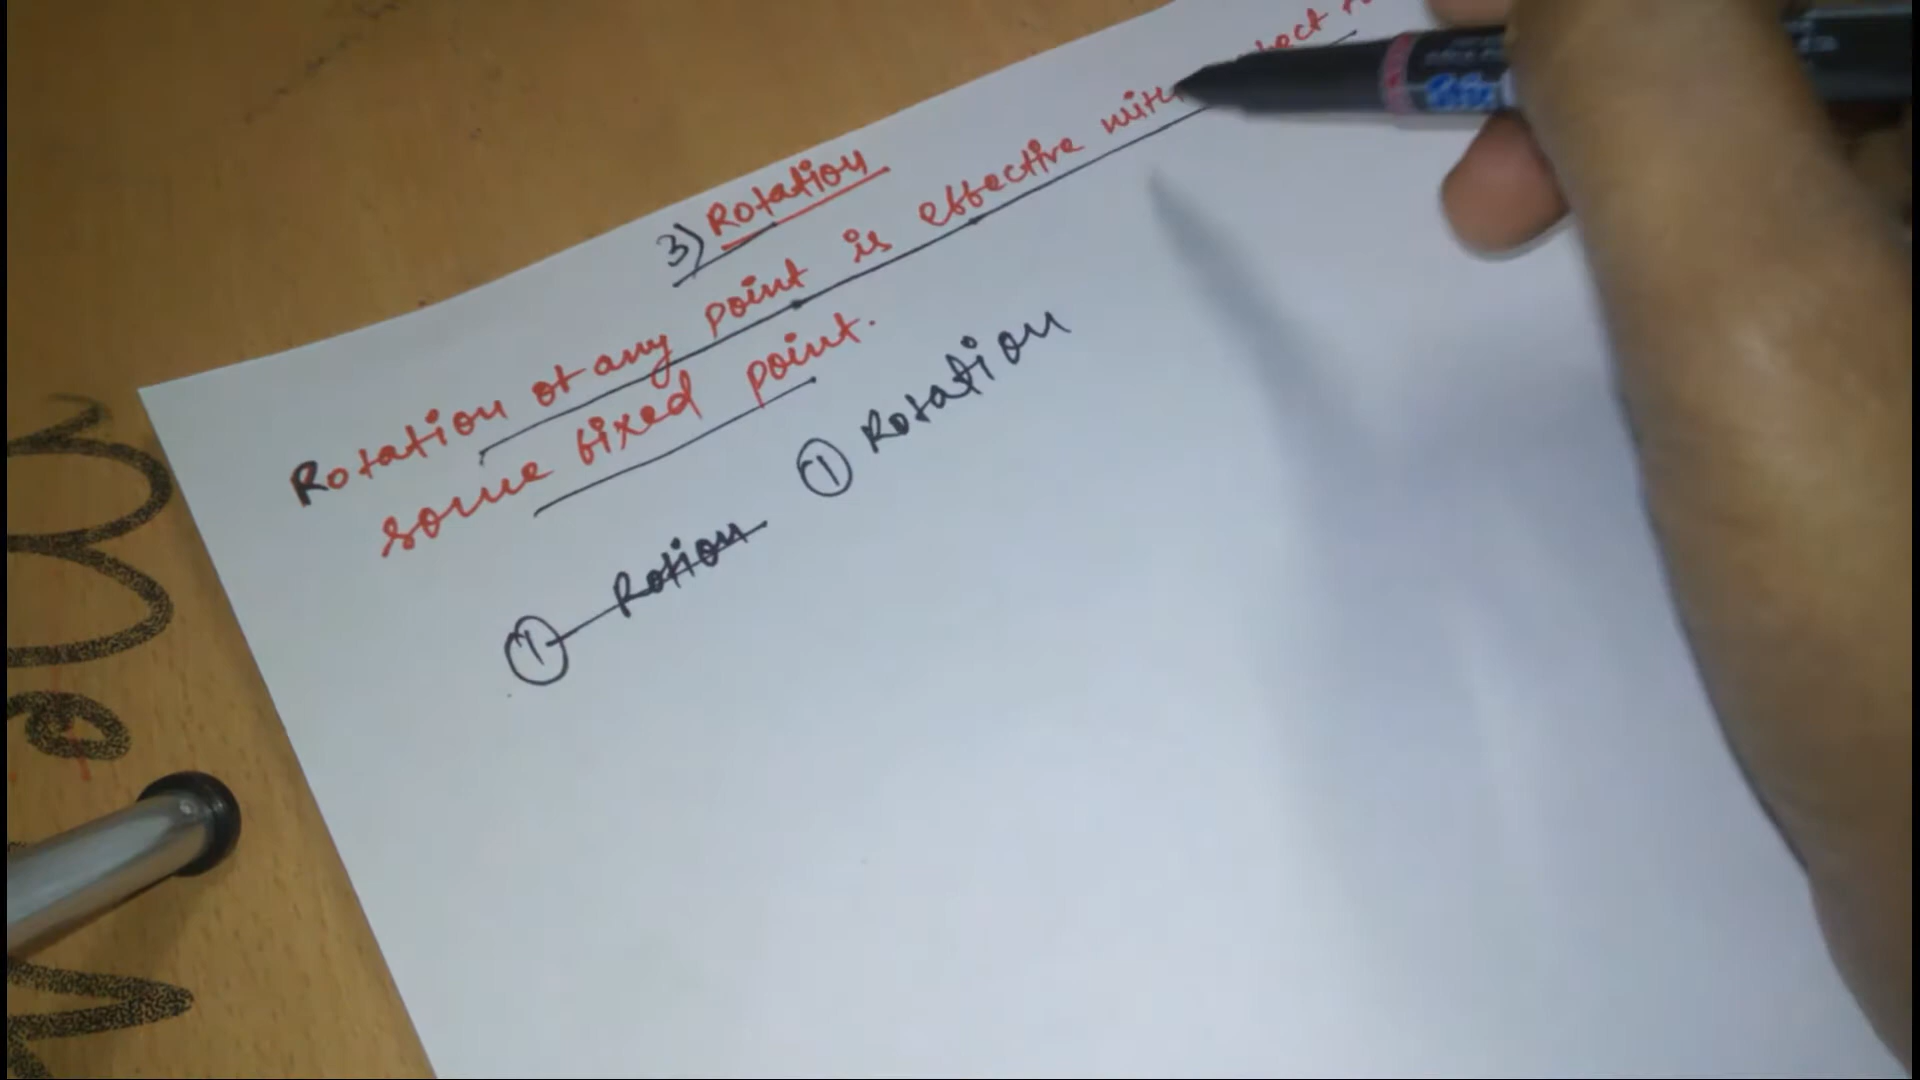 3) Rotation
Rotation of any point is effective with
some fixed point.
① Rotion
① Rotation